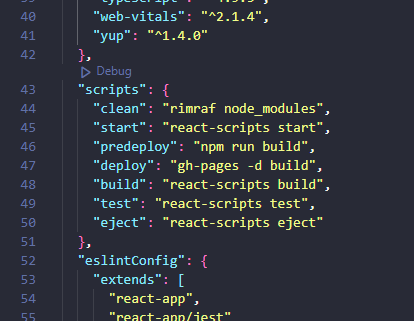 40 "web-vitals": "^2.1.4",
41 "yup": "^1.4.0"
42 },
Debug
43 "scripts": {
44 "clean": "rimraf node_modules",
45 "start": "react-scripts start",
46 "predeploy": "npm run build",
47 "deploy": "gh-pages -d build",
48 "build": "react-scripts build",
49 "test": "react-scripts test",
50 "eject": "react-scripts eject"
51 },
52 "eslintConfig": {
53 "extends": [
54 "react-app",
55 "react-app/jest"